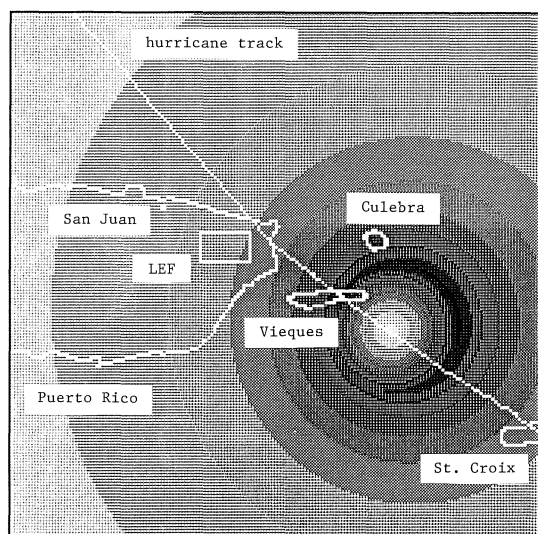 hurricane track
Culebra
San Juan
LEF
Vieques
Puerto Rico
St. Croix